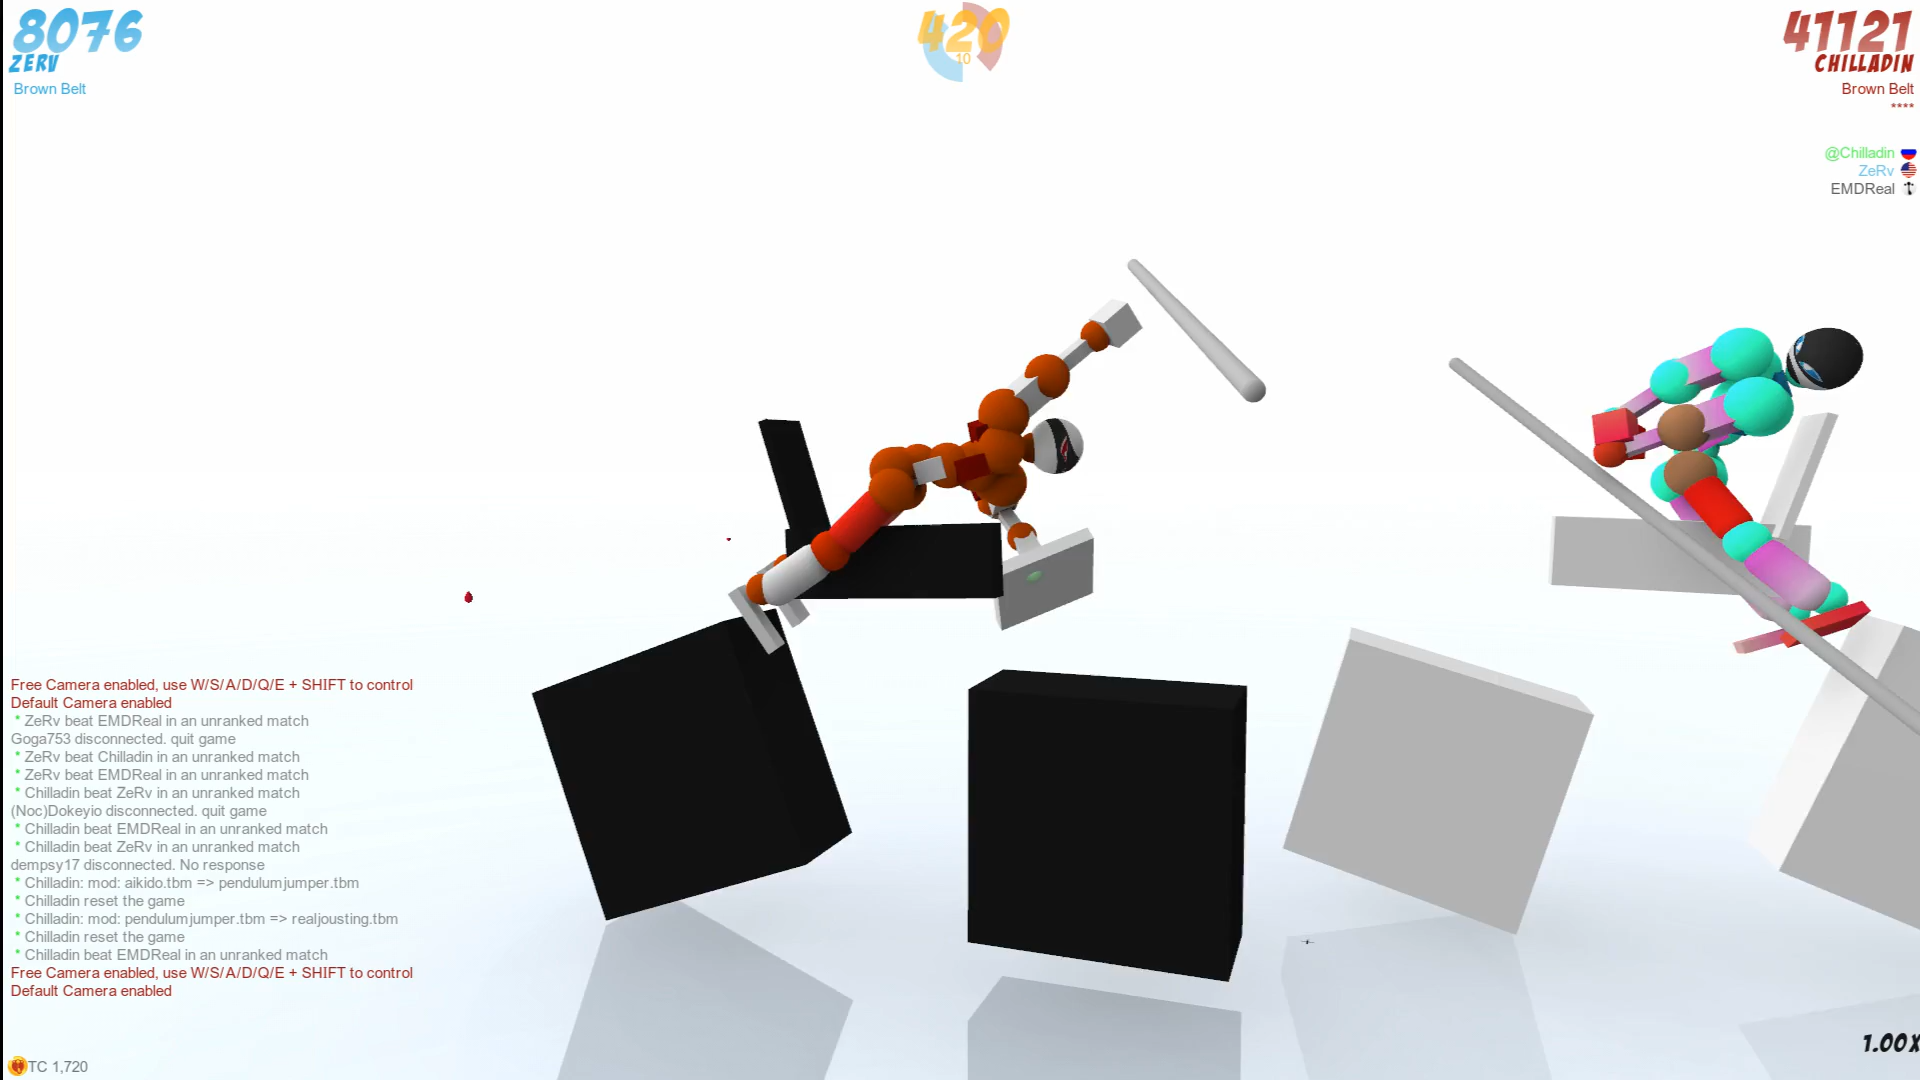 8076
ZERV
Brown Belt
420
10
41121
CHILLADIN
Brown Belt
****
@Chilladin
ZeRv
EMDReal
Free Camera enabled, use W/S/A/D/Q/E + SHIFT to control
Default Camera enabled
* ZeRv beat EMDReal in an unranked match
Goga753 disconnected. quit game
* ZeRv beat Chilladin in an unranked match
* ZeRv beat EMDReal in an unranked match
* Chilladin beat ZeRv in an unranked match
(Noc)Dokeyio disconnected. quit game
* Chilladin beat EMDReal in an unranked match
* Chilladin beat ZeRv in an unranked match
dempsy17 disconnected. No response
* Chilladin: mod: aikido.tbm => pendulumjumper.tbm
* Chilladin reset the game
* Chilladin: mod: pendulumjumper.tbm => realjousting.tbm
* Chilladin reset the game
* Chilladin beat EMDReal in an unranked match
Free Camera enabled, use W/S/A/D/Q/E + SHIFT to control
Default Camera enabled
TC 1,720
1.00X